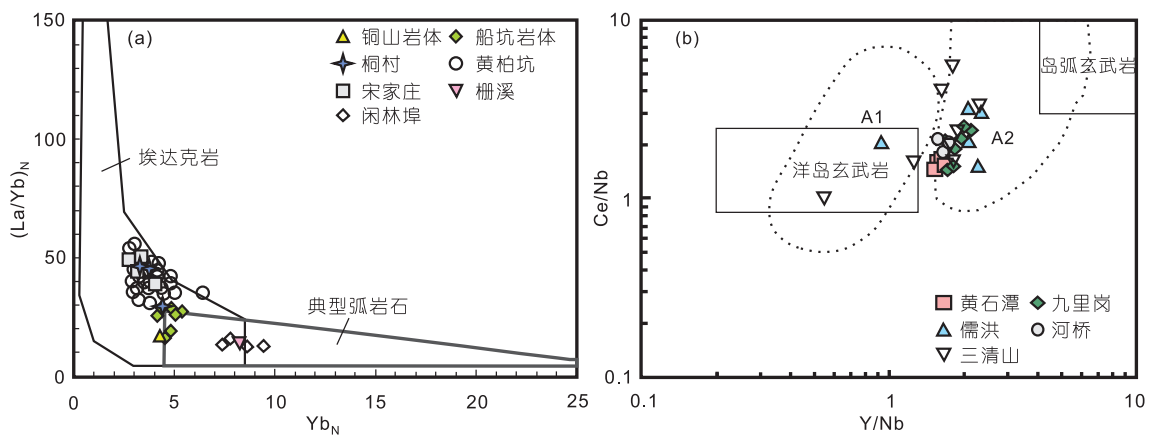 (a)
铜山岩体
船坑岩体
桐村
黄柏坑
宋家庄
栅溪
闲林埠
埃达克岩
典型弧岩石
(La/Yb)N
150
100
50
0
0 5 10 15 20 25
YbN
(b)
岛弧玄武岩
A1
A2
洋岛玄武岩
黄石潭
九里岗
儒洪
河桥
三清山
Ce/Nb
10
1
0.1
0.1 1 10
Y/Nb